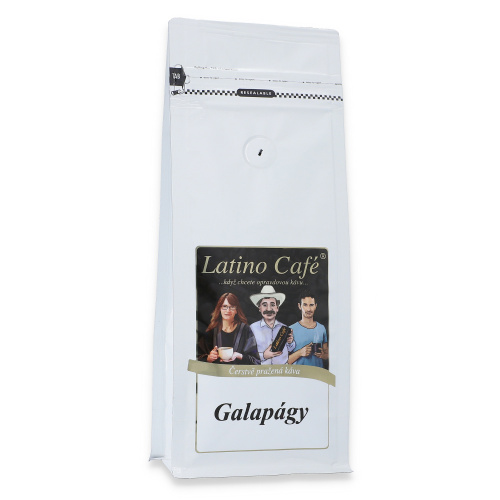 TAB
RESEALABLE
Latino Café®
...když chcete opravdovou kávu...
Čerstvě pražená káva
Galapágy